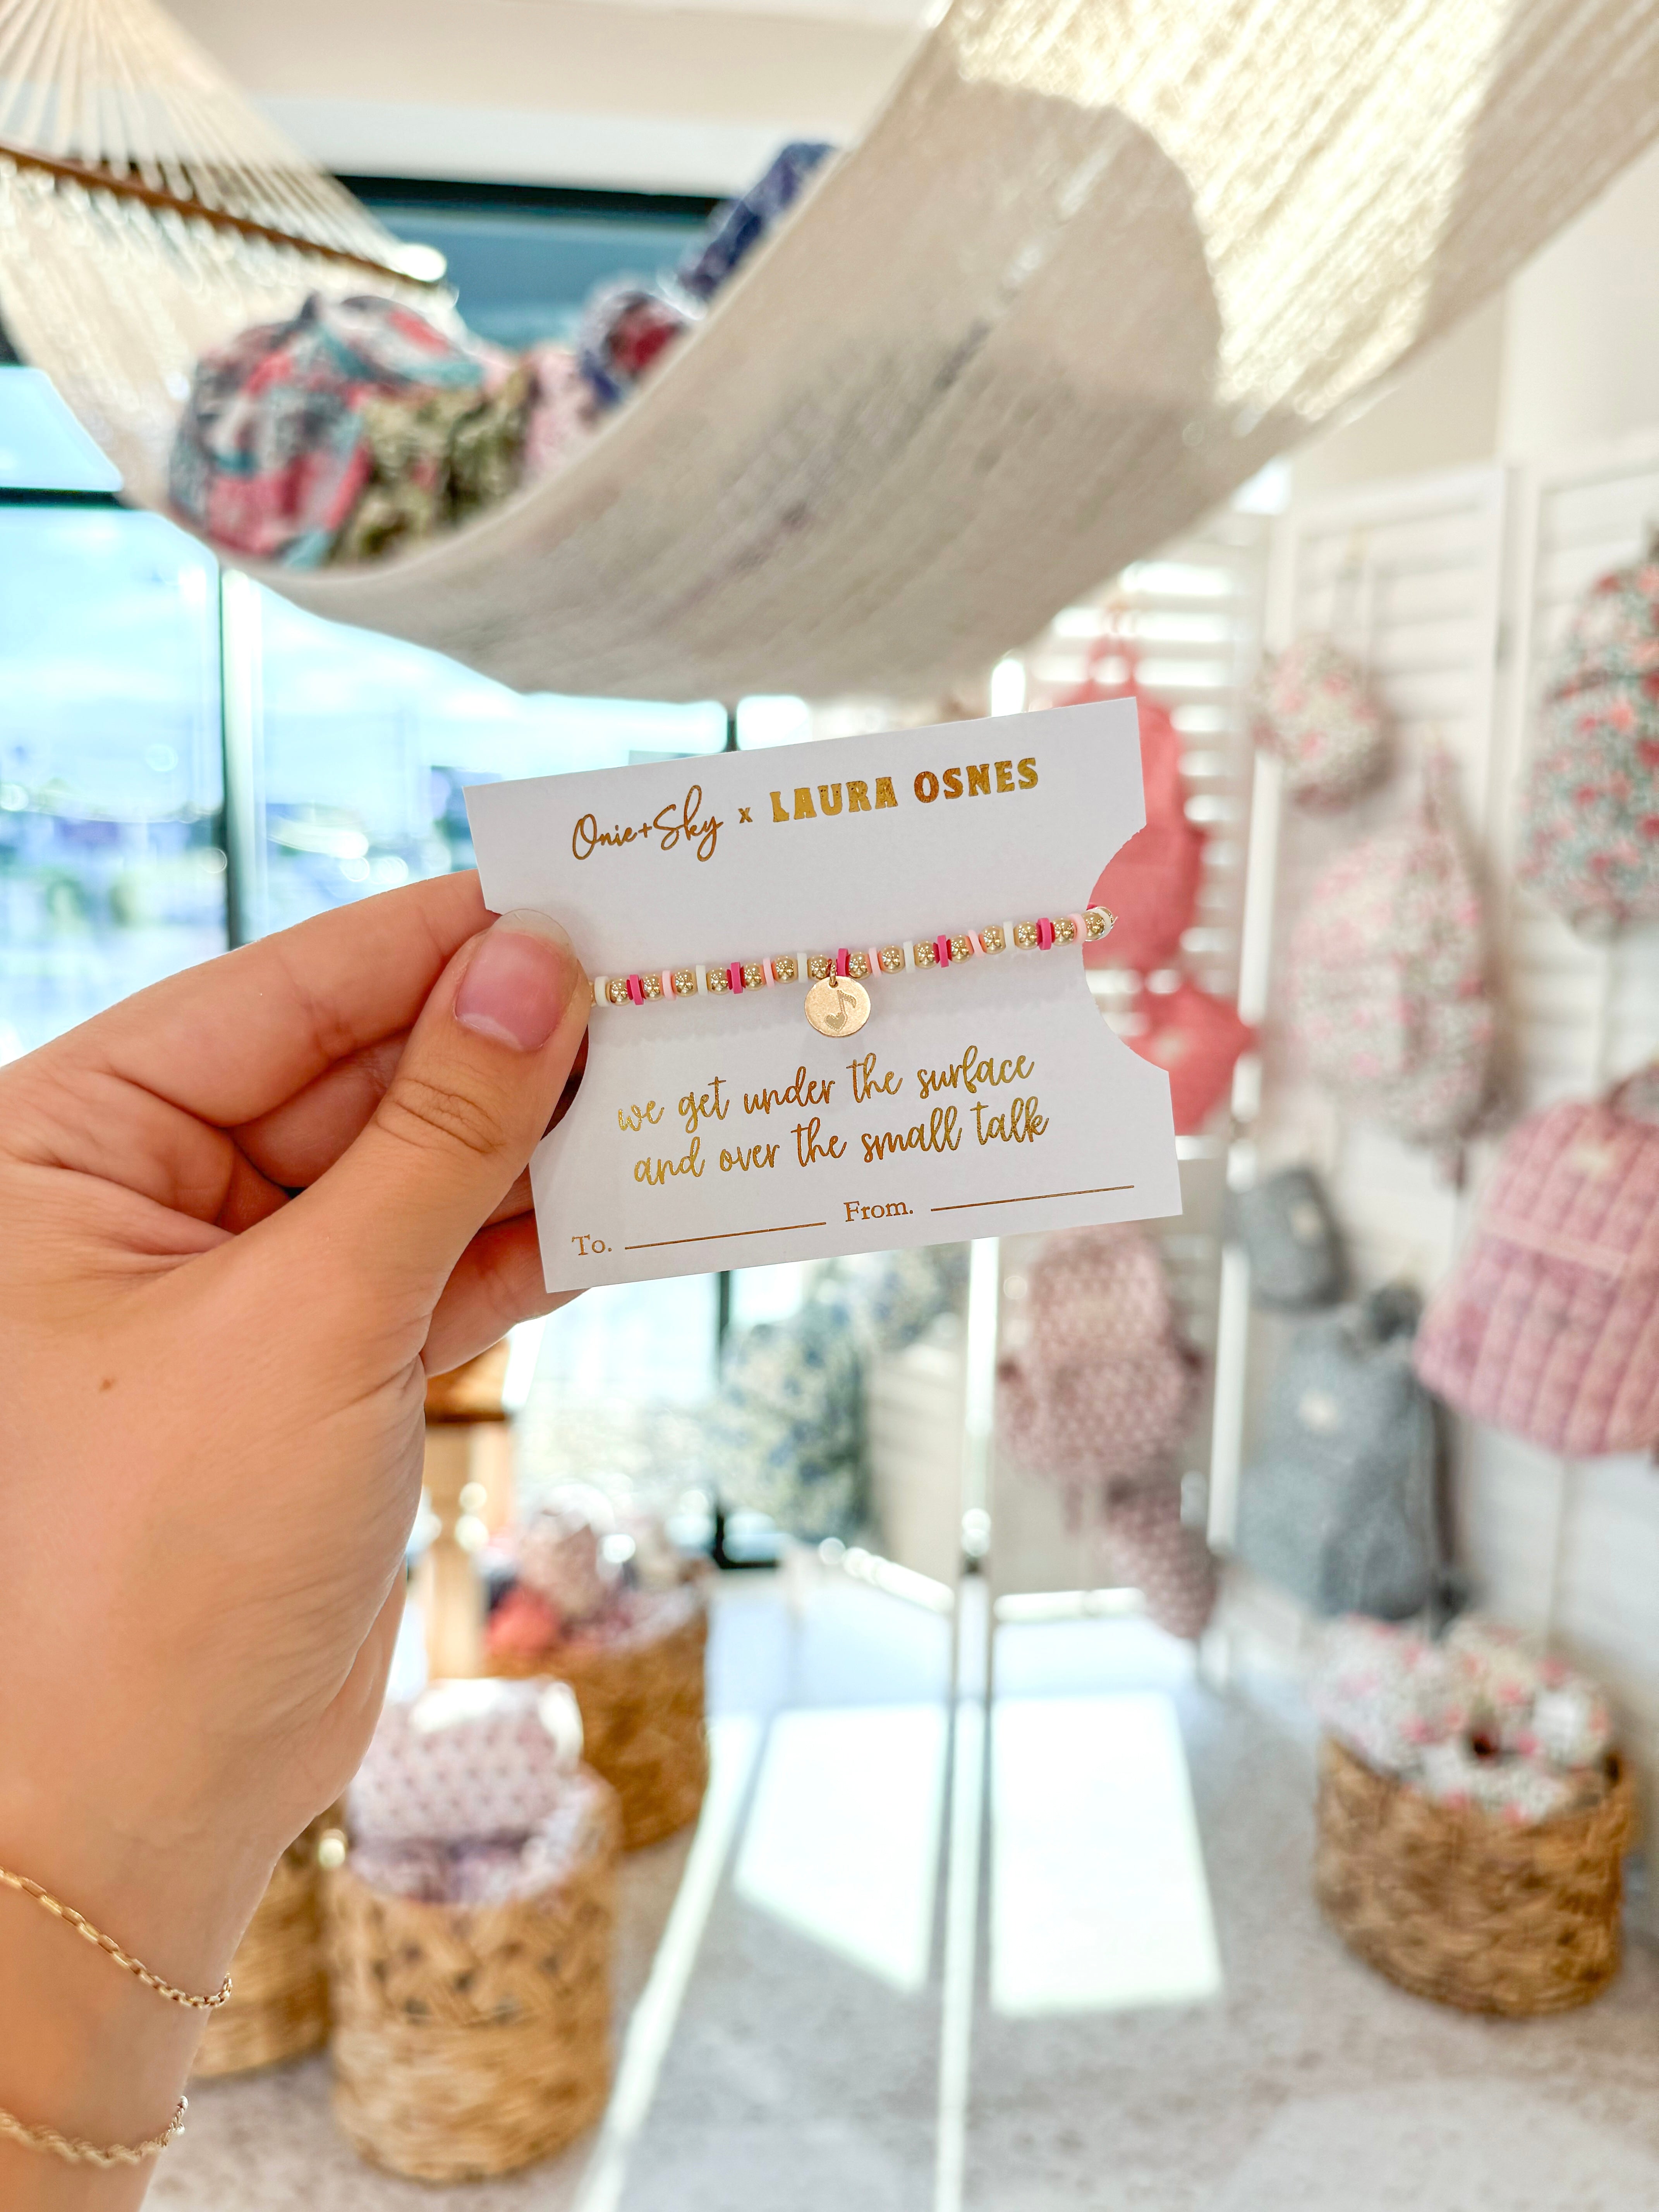 Onie+Sky x LAURA OSNES
we get under the surface
and over the small talk
To. From.